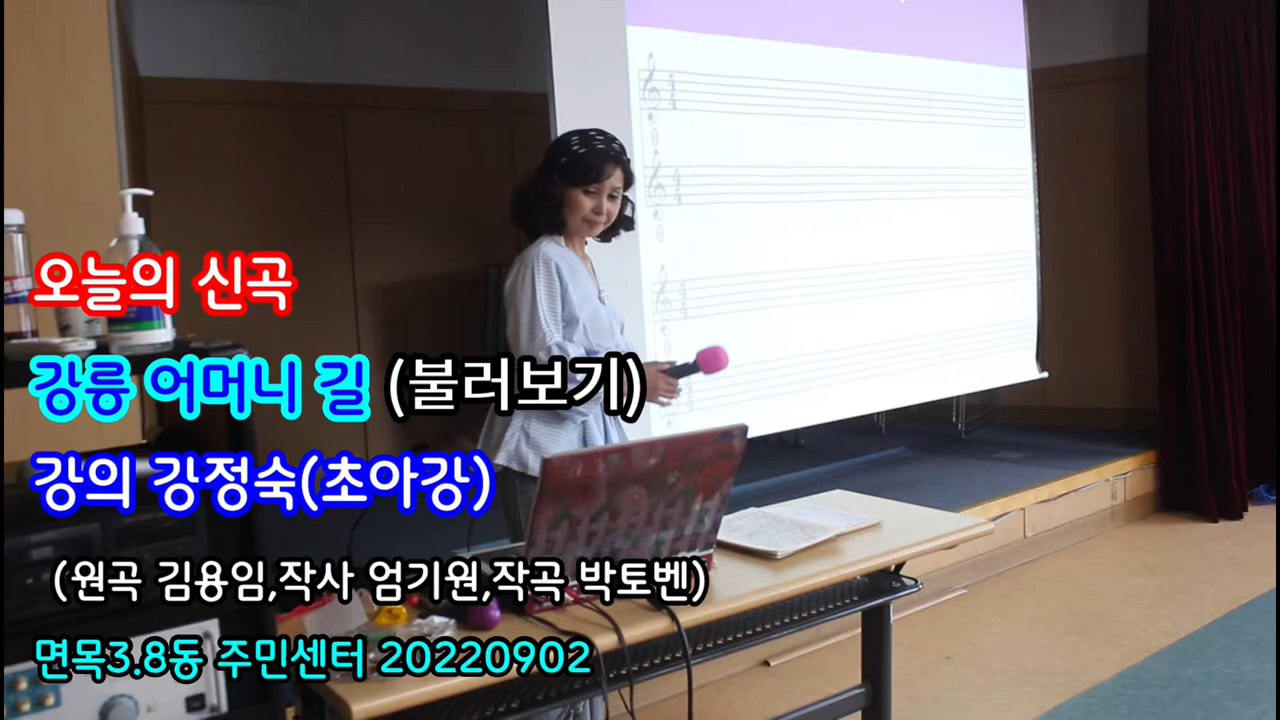 오늘의 신곡
강릉 어머니 길 (불러보기)
강의 강정숙(초아강)
(원곡 김용임,작사 엄기원,작곡 박토벤)
면목3.8동 주민센터 20220902